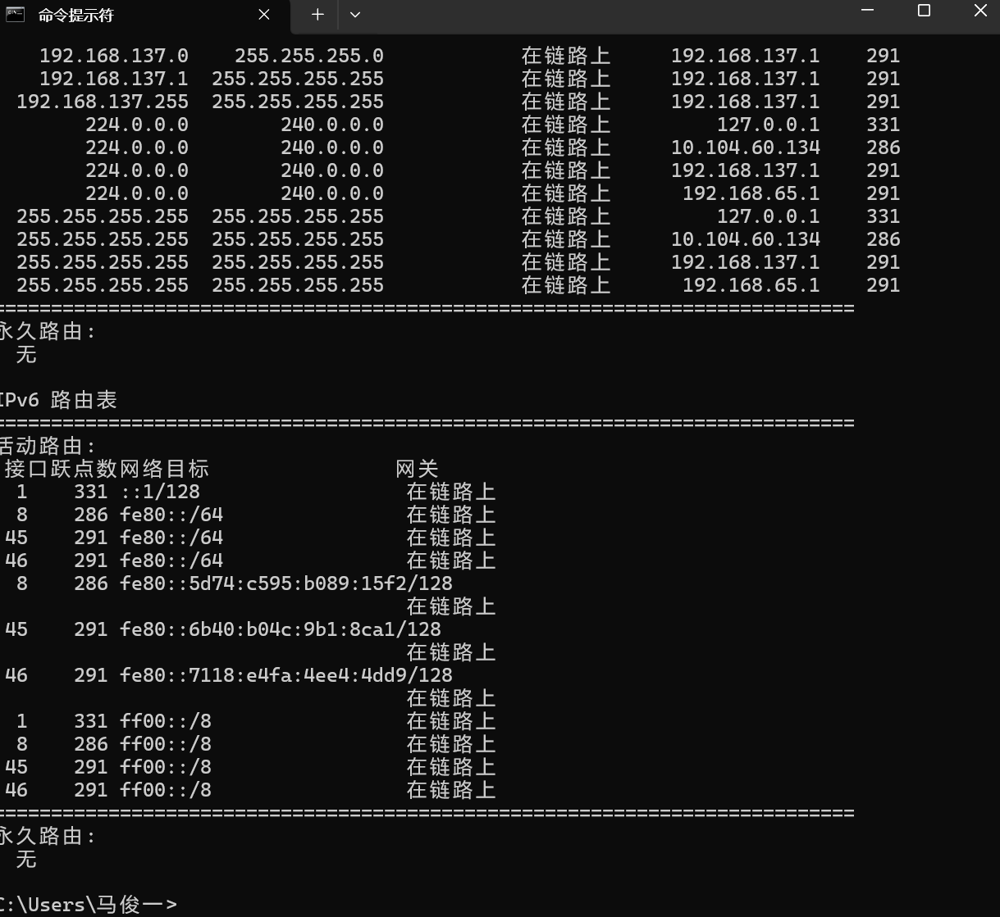 命令提示符
192.168.137.0 255.255.255.0 在链路上 192.168.137.1 291
192.168.137.1 255.255.255.255 在链路上 192.168.137.1 291
192.168.137.255 255.255.255.255 在链路上 192.168.137.1 291
224.0.0.0 240.0.0.0 在链路上 127.0.0.1 331
224.0.0.0 240.0.0.0 在链路上 10.104.60.134 286
224.0.0.0 240.0.0.0 在链路上 192.168.137.1 291
224.0.0.0 240.0.0.0 在链路上 192.168.65.1 291
255.255.255.255 255.255.255.255 在链路上 127.0.0.1 331
255.255.255.255 255.255.255.255 在链路上 10.104.60.134 286
255.255.255.255 255.255.255.255 在链路上 192.168.137.1 291
255.255.255.255 255.255.255.255 在链路上 192.168.65.1 291
===========================================================================
永久路由:
无
IPv6 路由表
===========================================================================
活动路由:
接口跃点数网络目标 网关
1 331 ::1/128 在链路上
8 286 fe80::/64 在链路上
45 291 fe80::/64 在链路上
46 291 fe80::/64 在链路上
8 286 fe80::5d74:c595:b089:15f2/128
在链路上
45 291 fe80::6b40:b04c:9b1:8ca1/128
在链路上
46 291 fe80::7118:e4fa:4ee4:4dd9/128
在链路上
1 331 ff00::/8 在链路上
8 286 ff00::/8 在链路上
45 291 ff00::/8 在链路上
46 291 ff00::/8 在链路上
===========================================================================
永久路由:
无
C:\Users\马俊一>